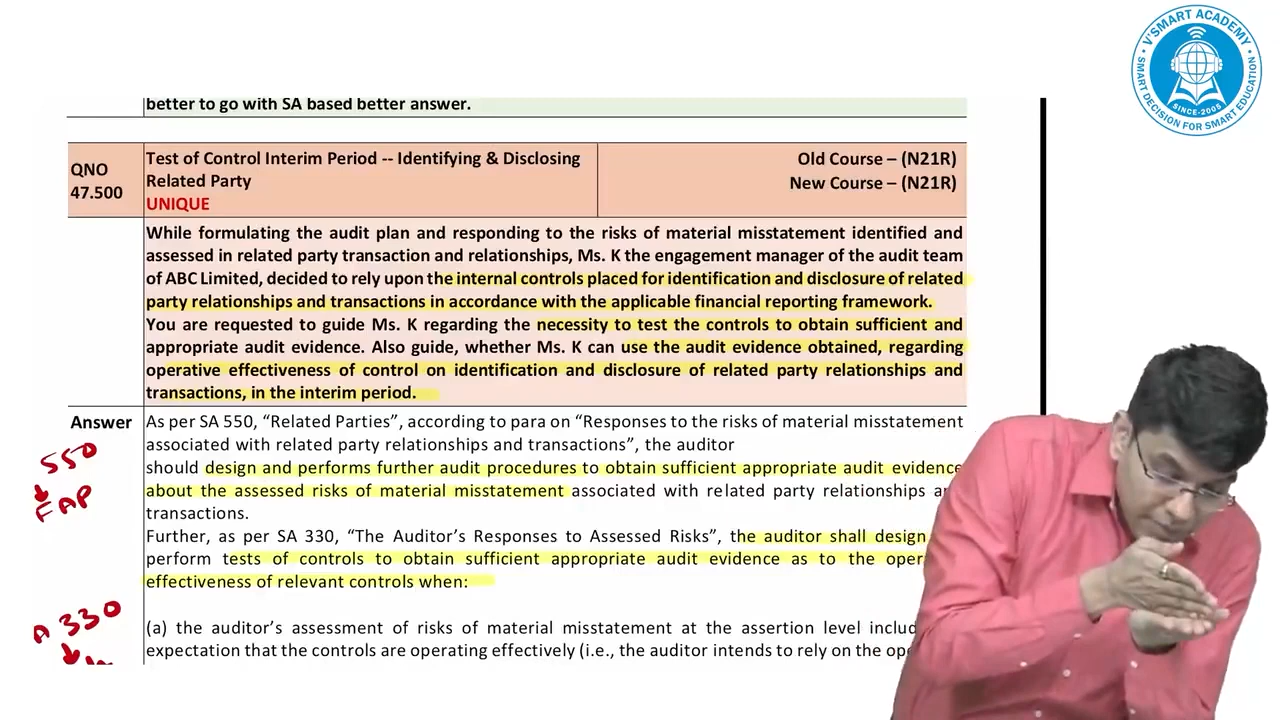 V'SMART ACADEMY
SMART DECISION FOR SMART EDUCATION
SINCE-2005
better to go with SA based better answer.
QNO
47.500
Test of Control Interim Period -- Identifying & Disclosing
Related Party
UNIQUE
Old Course – (N21R)
New Course – (N21R)
While formulating the audit plan and responding to the risks of material misstatement identified and
assessed in related party transaction and relationships, Ms. K the engagement manager of the audit team
of ABC Limited, decided to rely upon the internal controls placed for identification and disclosure of related
party relationships and transactions in accordance with the applicable financial reporting framework.
You are requested to guide Ms. K regarding the necessity to test the controls to obtain sufficient and
appropriate audit evidence. Also guide, whether Ms. K can use the audit evidence obtained, regarding
operative effectiveness of control on identification and disclosure of related party relationships and
transactions, in the interim period.
Answer
As per SA 550, “Related Parties”, according to para on “Responses to the risks of material misstatement
associated with related party relationships and transactions”, the auditor
should design and performs further audit procedures to obtain sufficient appropriate audit evidence
about the assessed risks of material misstatement associated with related party relationships
transactions.
Further, as per SA 330, “The Auditor’s Responses to Assessed Risks”, the auditor shall design
perform tests of controls to obtain sufficient appropriate audit evidence as to the
effectiveness of relevant controls when:
(a) the auditor’s assessment of risks of material misstatement at the assertion level
expectation that the controls are operating effectively (i.e., the auditor intends to rely on the
550
FAP
A 330